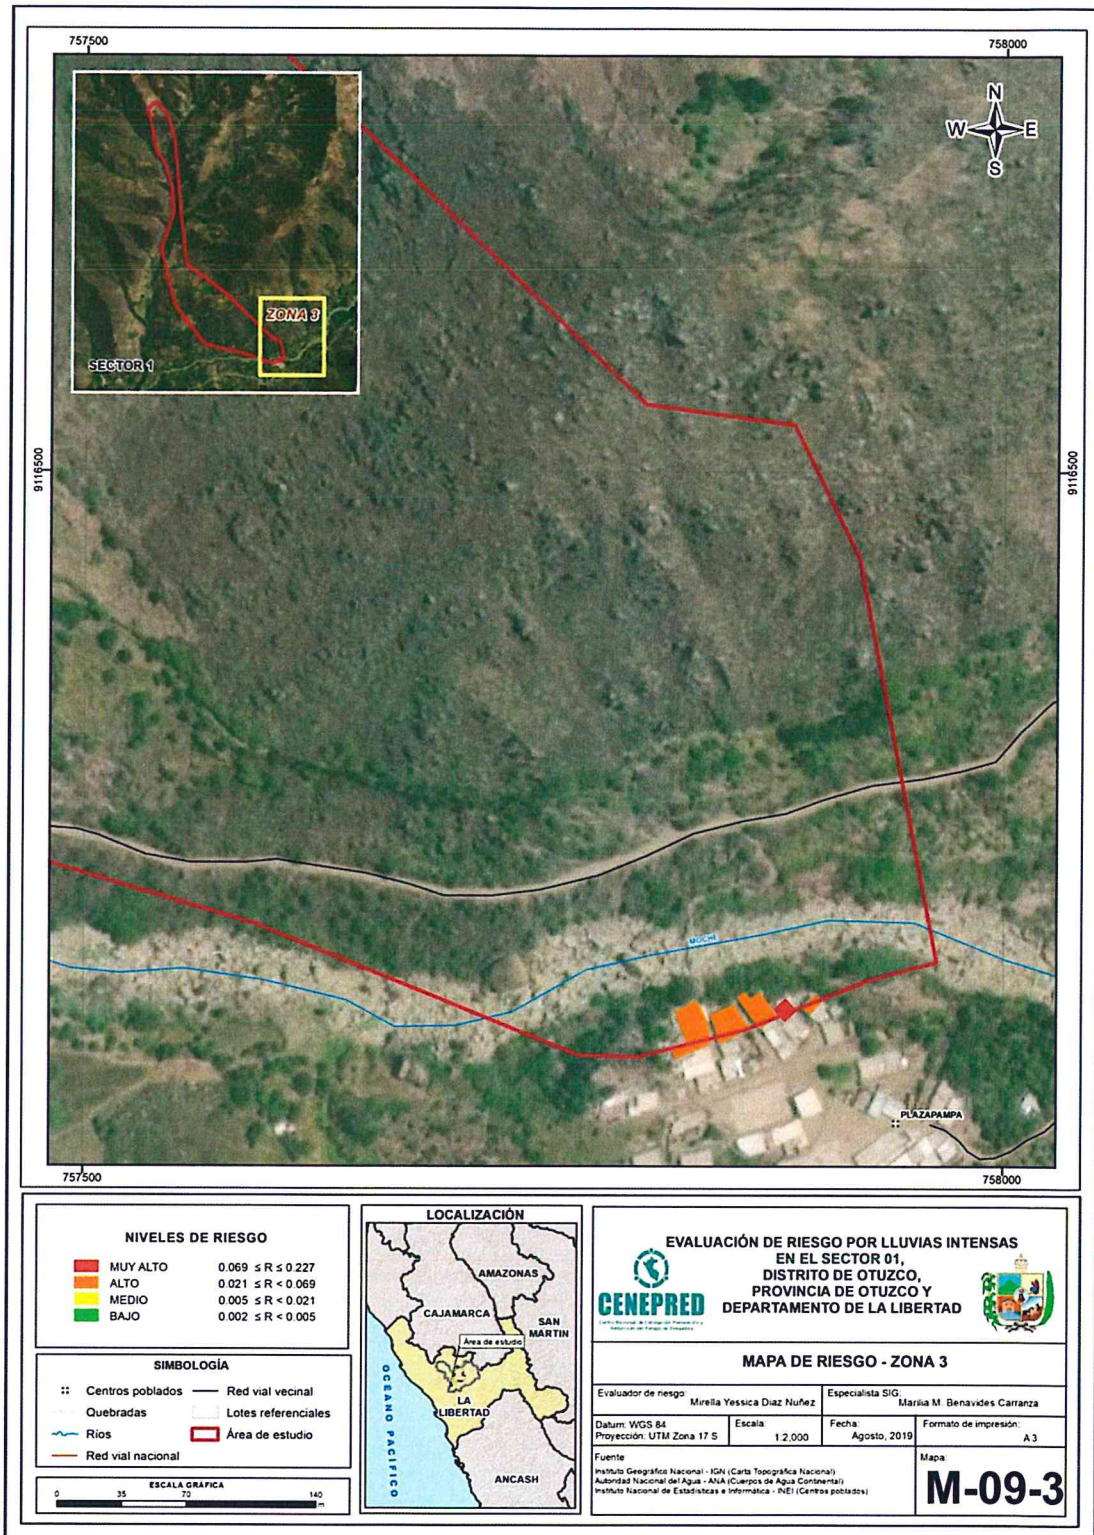 757500
758000
N
W E
S
ZONA 3
SECTOR 1
9116500
9116500
MOCHE
PLAZAPAMPA
757500
758000
NIVELES DE RIESGO
MUY ALTO 0.069 ≤ R ≤ 0.227
ALTO 0.021 ≤ R < 0.069
MEDIO 0.005 ≤ R < 0.021
BAJO 0.002 ≤ R < 0.005
SIMBOLOGÍA
Centros poblados
Red vial vecinal
Quebradas
Lotes referenciales
Ríos
Área de estudio
Red vial nacional
ESCALA GRÁFICA
0 35 70 140
m
LOCALIZACIÓN
AMAZONAS
CAJAMARCA
SAN
MARTIN
Área de estudio
LA
LIBERTAD
OCEANO PACIFICO
ANCASH
CENEPRED
EVALUACIÓN DE RIESGO POR LLUVIAS INTENSAS
EN EL SECTOR 01,
DISTRITO DE OTUZCO,
PROVINCIA DE OTUZCO Y
DEPARTAMENTO DE LA LIBERTAD
MAPA DE RIESGO - ZONA 3
Evaluador de riesgo:
Mirella Yessica Diaz Nuñez
Especialista SIG:
Marilia M. Benavides Carranza
Datum: WGS 84
Proyección: UTM Zona 17 S
Escala:
1:2,000
Fecha:
Agosto, 2019
Formato de impresión:
A3
Fuente
Instituto Geográfico Nacional - IGN (Carta Topográfica Nacional)
Autoridad Nacional del Agua - ANA (Cuerpos de Agua Continental)
Instituto Nacional de Estadísticas e Informática - INEI (Centros poblados)
Mapa:
M-09-3